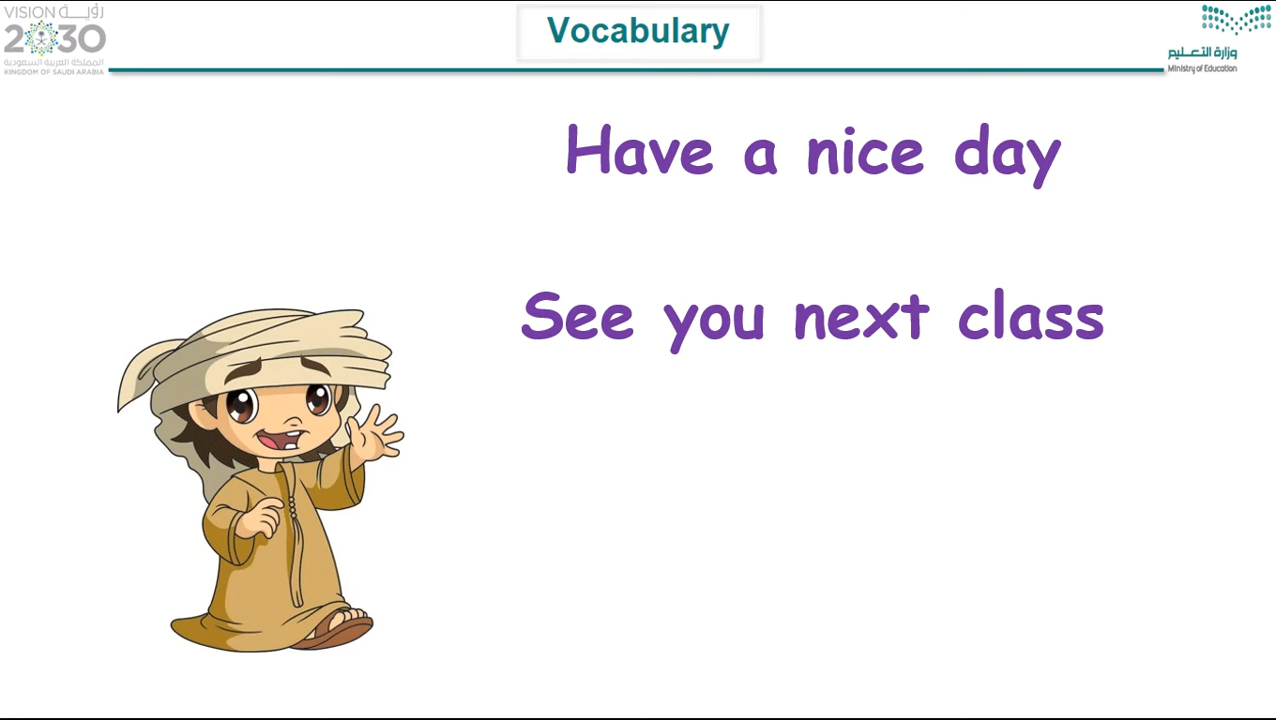 VISION رؤيـــة
2030
المملكة العربية السعودية
KINGDOM OF SAUDI ARABIA
Vocabulary
وزارة التعـليم
Ministry of Education
Have a nice day
See you next class